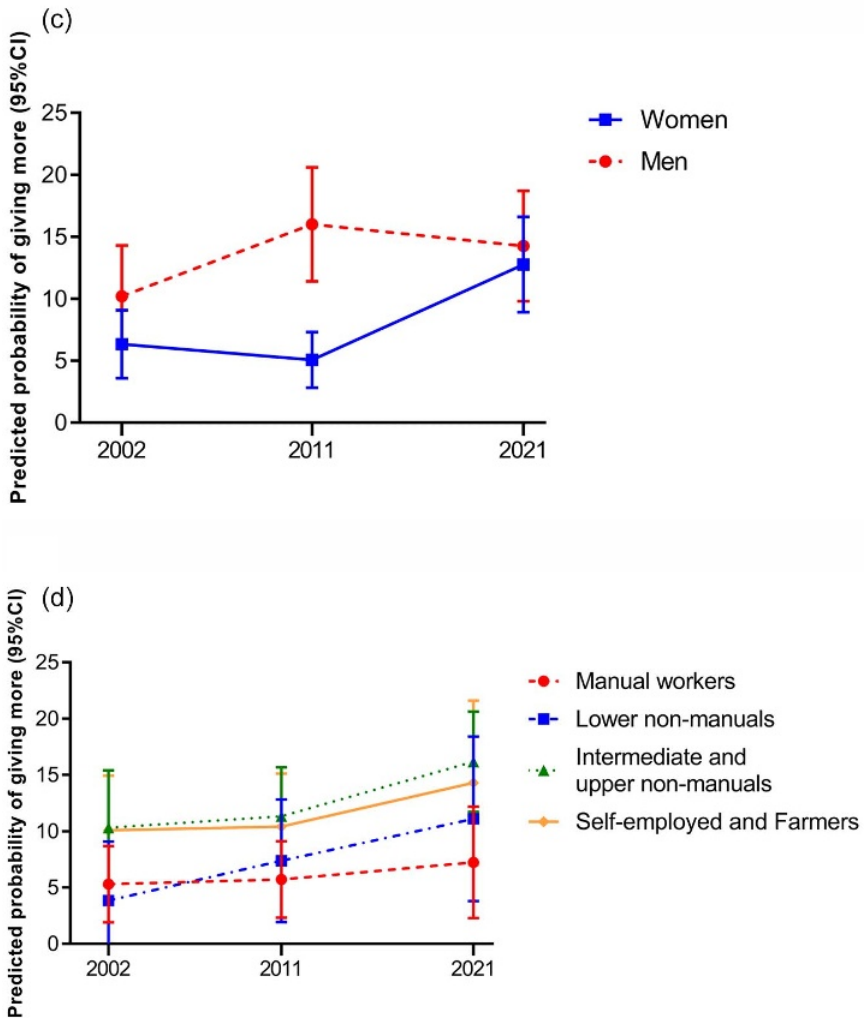 (c)
Predicted probability of giving more (95%CI)
25
20
15
10
5
0
2002
2011
2021
Women
Men
(d)
Predicted probability of giving more (95%CI)
25
20
15
10
5
0
2002
2011
2021
Manual workers
Lower non-manuals
Intermediate and
upper non-manuals
Self-employed and Farmers